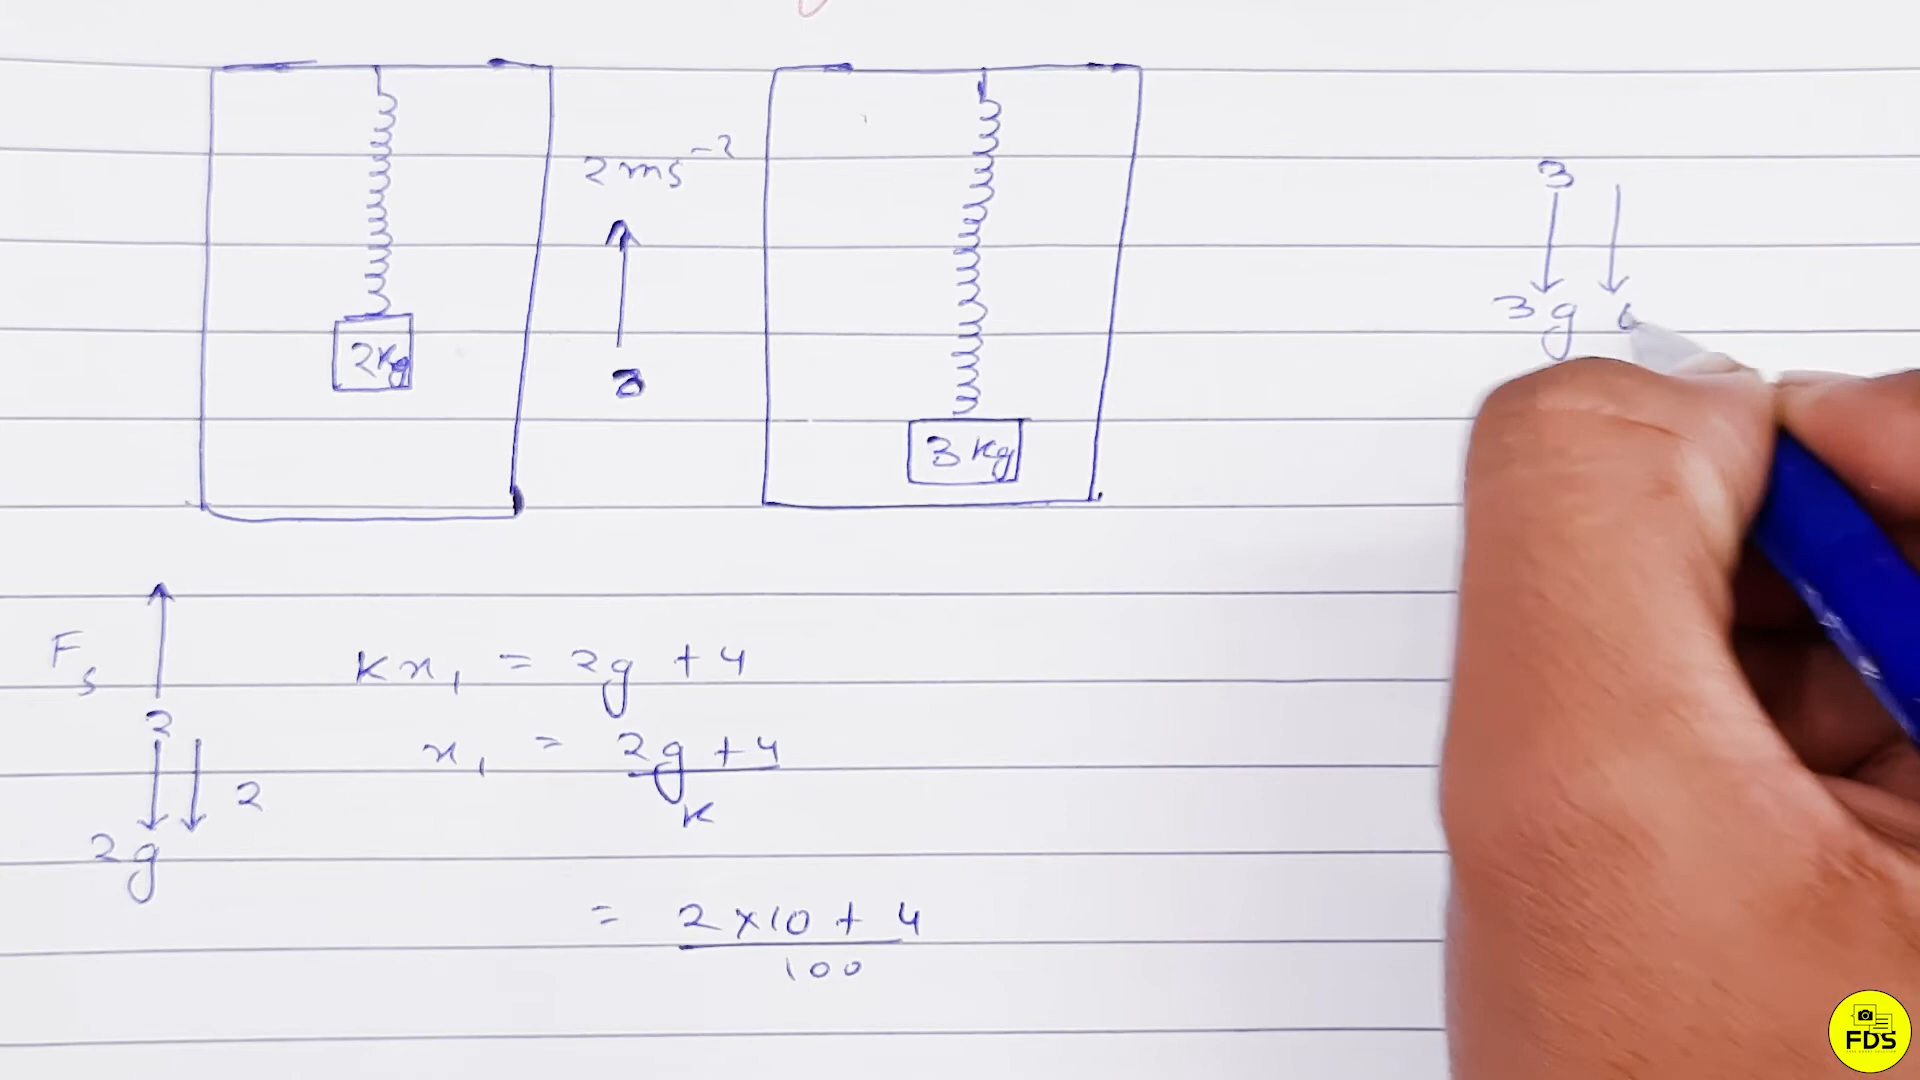 2 ms⁻²
2Kg
3
3 Kg
3
3g
Fs
2
2
2g
Kx₁ = 2g + 4
x₁ = 2g + 4
K
= 2 × 10 + 4
100
FDS